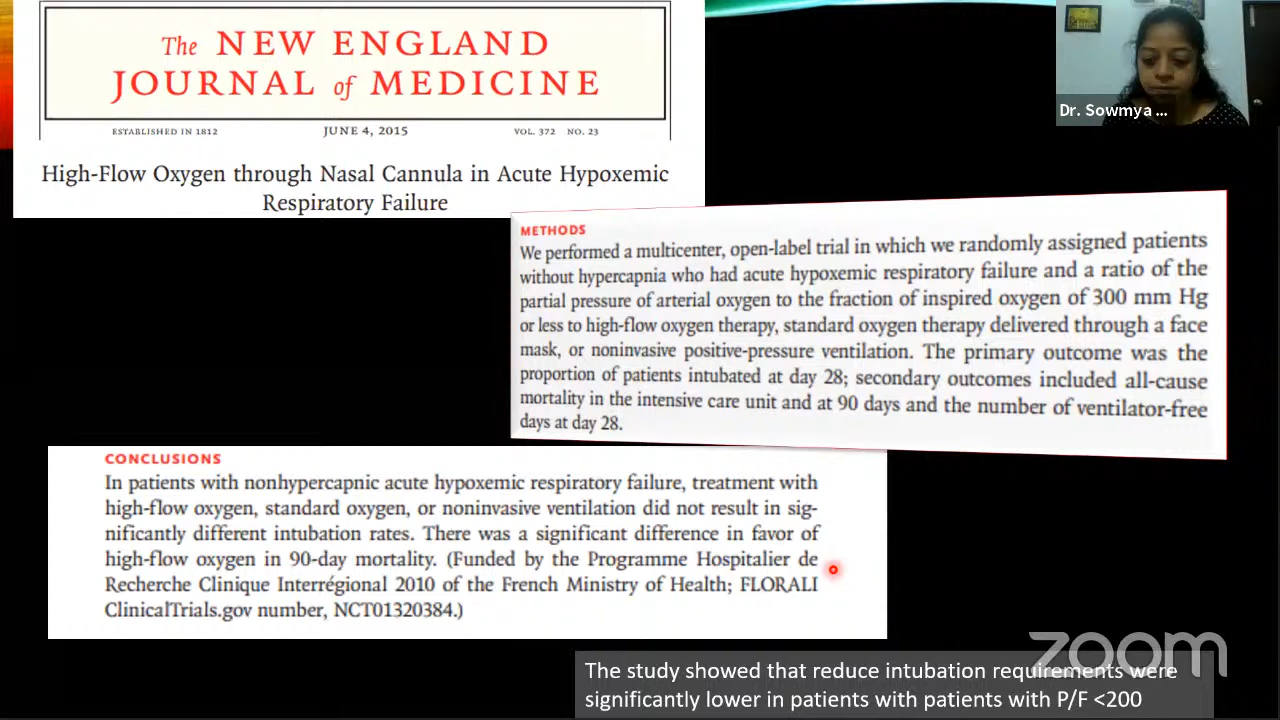 The NEW ENGLAND
JOURNAL of MEDICINE
ESTABLISHED IN 1812
JUNE 4, 2015
VOL. 372 NO. 23
High-Flow Oxygen through Nasal Cannula in Acute Hypoxemic
Respiratory Failure
Dr. Sowmya ...
METHODS
We performed a multicenter, open-label trial in which we randomly assigned patients
without hypercapnia who had acute hypoxemic respiratory failure and a ratio of the
partial pressure of arterial oxygen to the fraction of inspired oxygen of 300 mm Hg
or less to high-flow oxygen therapy, standard oxygen therapy delivered through a face
mask, or noninvasive positive-pressure ventilation. The primary outcome was the
proportion of patients intubated at day 28; secondary outcomes included all-cause
mortality in the intensive care unit and at 90 days and the number of ventilator-free
days at day 28.
CONCLUSIONS
In patients with nonhypercapnic acute hypoxemic respiratory failure, treatment with
high-flow oxygen, standard oxygen, or noninvasive ventilation did not result in sig-
nificantly different intubation rates. There was a significant difference in favor of
high-flow oxygen in 90-day mortality. (Funded by the Programme Hospitalier de
Recherche Clinique Interrégional 2010 of the French Ministry of Health; FLORALI
ClinicalTrials.gov number, NCT01320384.)
zoom
The study showed that reduce intubation requirements were
significantly lower in patients with patients with P/F <200